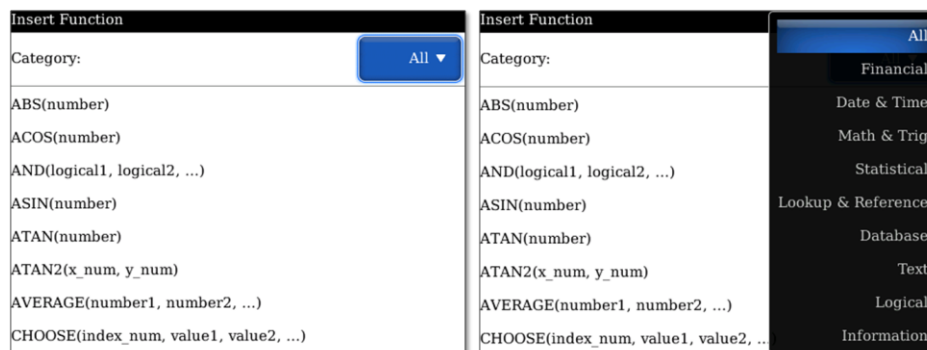 Insert Function
Category:
All ▼
ABS(number)
ACOS(number)
AND(logical1, logical2, ...)
ASIN(number)
ATAN(number)
ATAN2(x_num, y_num)
AVERAGE(number1, number2, ...)
CHOOSE(index_num, value1, value2, ...)
Insert Function
Category:
ABS(number)
ACOS(number)
AND(logical1, logical2, ...)
ASIN(number)
ATAN(number)
ATAN2(x_num, y_num)
AVERAGE(number1, number2, ...)
CHOOSE(index_num, value1, value2, ..
All
Financial
Date & Time
Math & Trig
Statistical
Lookup & Reference
Database
Text
Logical
Information